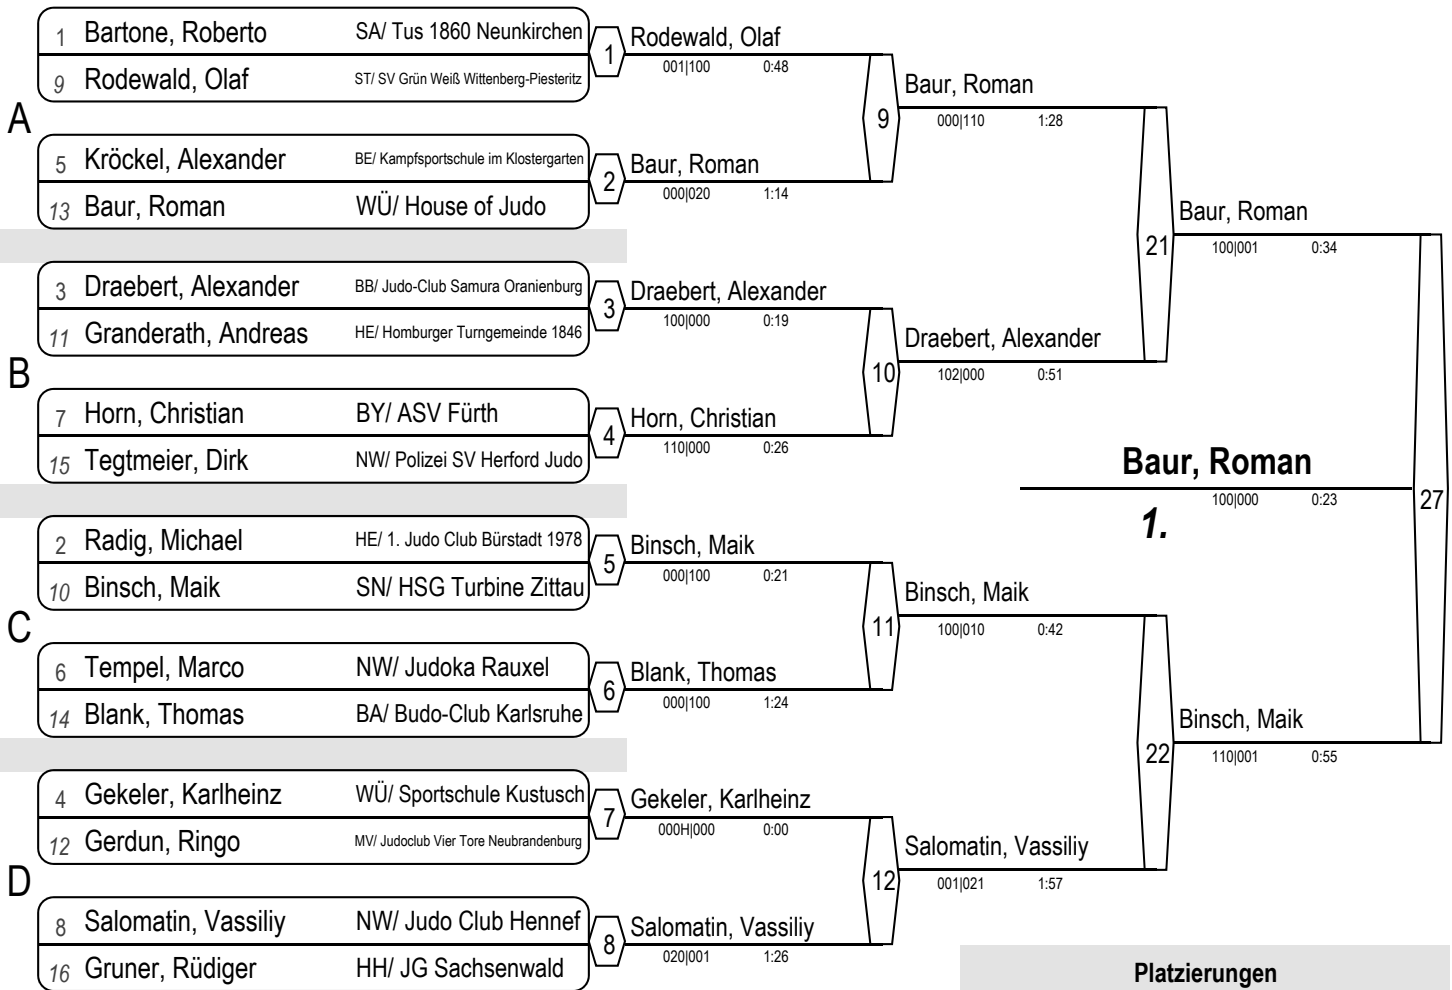 1 Bartone, Roberto SA/ Tus 1860 Neunkirchen
9 Rodewald, Olaf ST/ SV Grün Weiß Wittenberg-Piesteritz
1 Rodewald, Olaf
001|100 0:48
A
5 Kröckel, Alexander BE/ Kampfsportschule im Klostergarten
13 Baur, Roman WÜ/ House of Judo
2 Baur, Roman
000|020 1:14
9 Baur, Roman
000|110 1:28
3 Draebert, Alexander BB/ Judo-Club Samura Oranienburg
11 Granderath, Andreas HE/ Homburger Turngemeinde 1846
3 Draebert, Alexander
100|000 0:19
B
7 Horn, Christian BY/ ASV Fürth
15 Tegtmeier, Dirk NW/ Polizei SV Herford Judo
4 Horn, Christian
110|000 0:26
10 Draebert, Alexander
102|000 0:51
21 Baur, Roman
100|001 0:34
2 Radig, Michael HE/ 1. Judo Club Bürstadt 1978
10 Binsch, Maik SN/ HSG Turbine Zittau
5 Binsch, Maik
000|100 0:21
C
6 Tempel, Marco NW/ Judoka Rauxel
14 Blank, Thomas BA/ Budo-Club Karlsruhe
6 Blank, Thomas
000|100 1:24
11 Binsch, Maik
100|010 0:42
4 Gekeler, Karlheinz WÜ/ Sportschule Kustusch
12 Gerdun, Ringo MV/ Judoclub Vier Tore Neubrandenburg
7 Gekeler, Karlheinz
000H|000 0:00
D
8 Salomatin, Vassiliy NW/ Judo Club Hennef
16 Gruner, Rüdiger HH/ JG Sachsenwald
8 Salomatin, Vassiliy
020|001 1:26
12 Salomatin, Vassiliy
001|021 1:57
22 Binsch, Maik
110|001 0:55
27 Baur, Roman
100|000 0:23
1.
Platzierungen